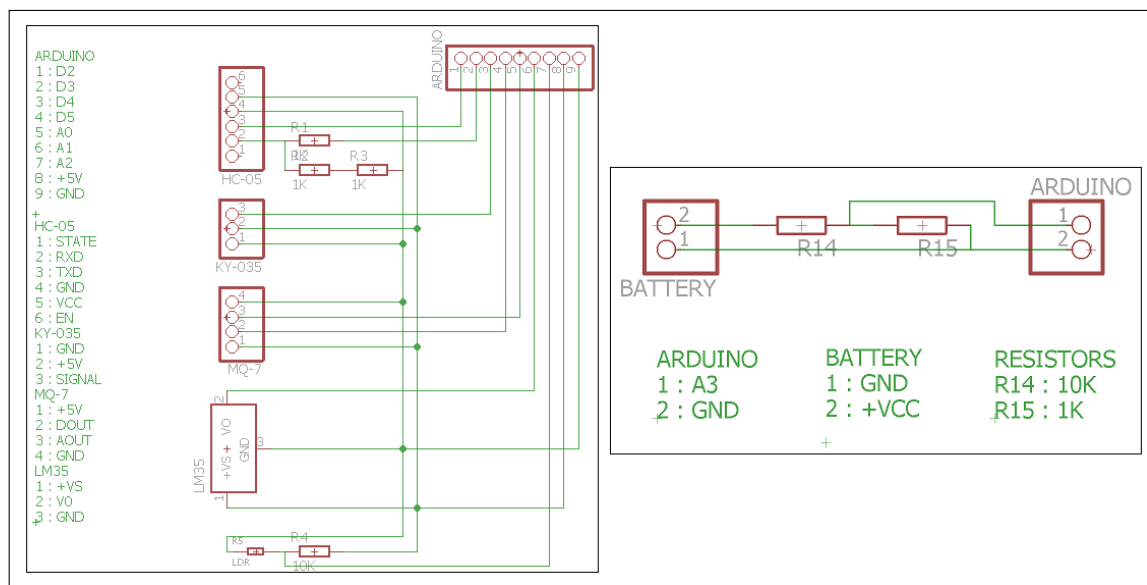 ARDUINO
1 : D2
2 : D3
3 : D4
4 : D5
5 : A0
6 : A1
7 : A2
8 : +5V
9 : GND
HC-05
1 : STATE
2 : RXD
3 : TXD
4 : GND
5 : VCC
6 : EN
KY-035
1 : GND
2 : +5V
3 : SIGNAL
MQ-7
1 : +5V
2 : DOUT
3 : AOUT
4 : GND
LM35
1 : +VS
2 : VO
3 : GND
ARDUINO
1 2 3 4 5 6 7 8 9
6
5
4
3
2
1
HC-05
R1
R2
1K
R3
1K
3
2
1
KY-035
4
3
2
1
MQ-7
2
VO
GND
3
+VS
1
LM35
R5
LDR
R4
10K
2
1
BATTERY
R14
R15
ARDUINO
1
2
ARDUINO
1 : A3
2 : GND
BATTERY
1 : GND
2 : +VCC
RESISTORS
R14 : 10K
R15 : 1K